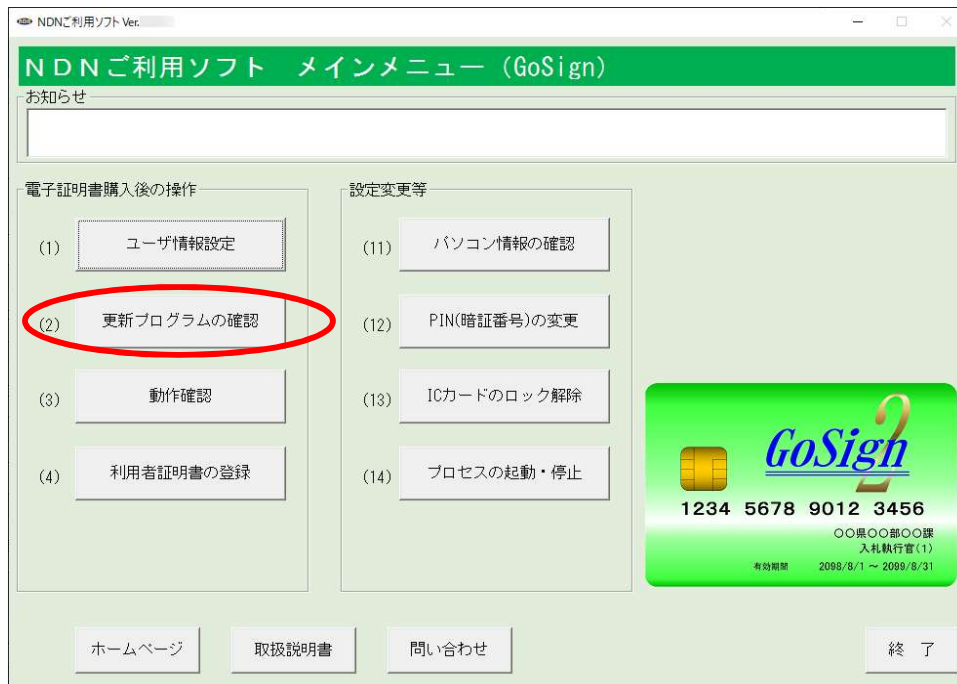 NDNご利用ソフト Ver.
NDNご利用ソフト　メインメニュー (GoSign)
お知らせ
電子証明書購入後の操作
(1) ユーザ情報設定
(2) 更新プログラムの確認
(3) 動作確認
(4) 利用者証明書の登録
設定変更等
(11) パソコン情報の確認
(12) PIN(暗証番号)の変更
(13) ICカードのロック解除
(14) プロセスの起動・停止
GoSign2
1234 5678 9012 3456
〇〇県〇〇部〇〇課
入札執行官(1)
有効期間 2098/8/1 ～ 2099/8/31
ホームページ 取扱説明書 問い合わせ 終 了